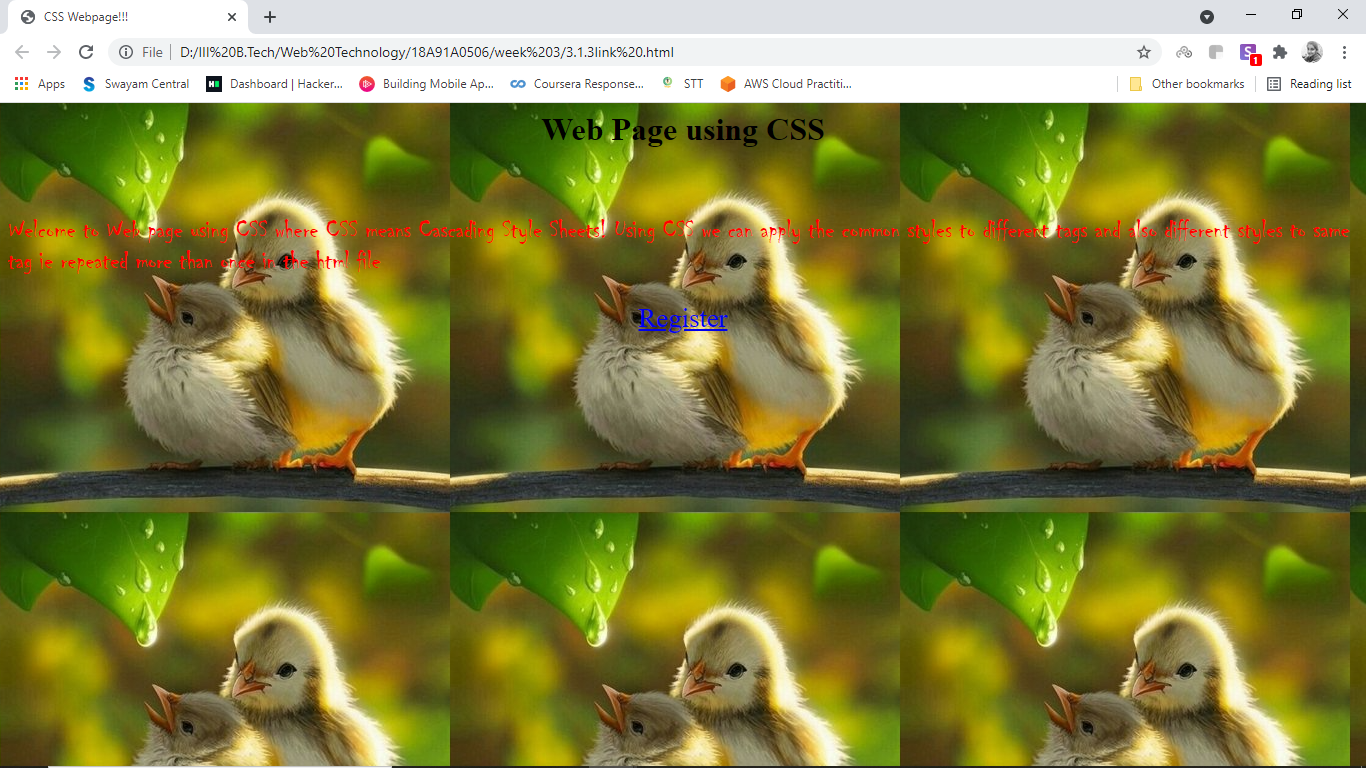 CSS Webpage!!!
File
D:/III%20B.Tech/Web%20Technology/18A91A0506/week%203/3.1.3link%20.html
1
Apps
Swayam Central
Dashboard | Hacker...
Building Mobile Ap...
Coursera Response...
STT
AWS Cloud Practiti...
Other bookmarks
Reading list
Web Page using CSS
Welcome to Web page using CSS where CSS means Cascading Style Sheets! Using CSS we can apply the common styles to different tags and also different styles to same
tag ie repeated more than once in the html file
Register